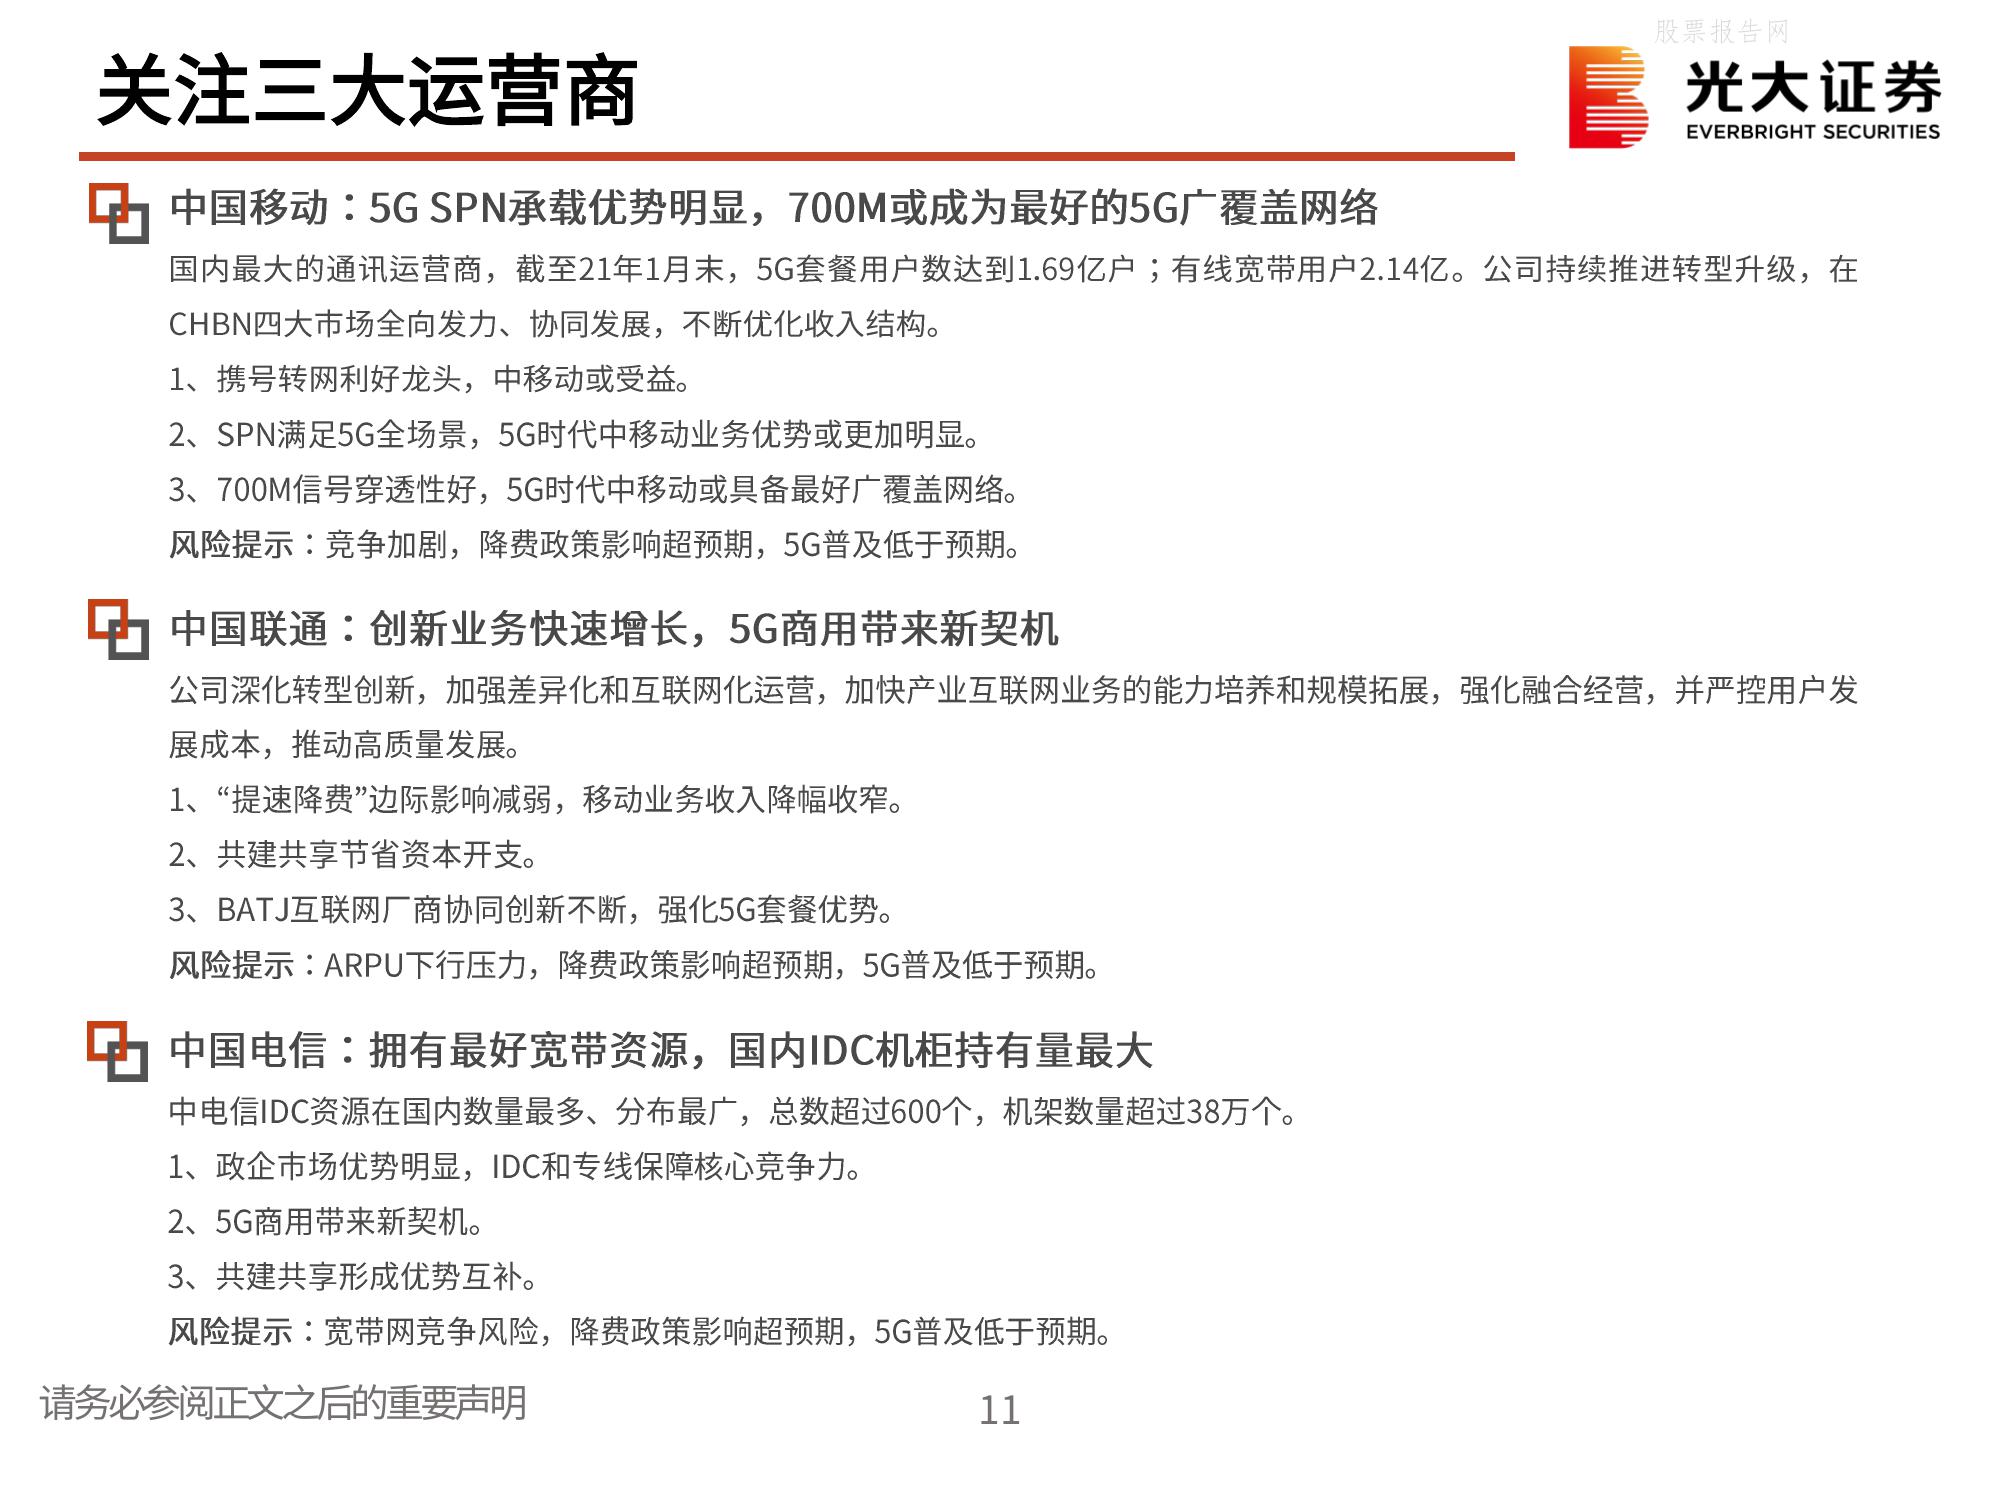 股票报告网
关注三大运营商
光大证券
EVERBRIGHT SECURITIES
中国移动：5G SPN承载优势明显，700M或成为最好的5G广覆盖网络
国内最大的通讯运营商，截至21年1月末，5G套餐用户数达到1.69亿户；有线宽带用户2.14亿。公司持续推进转型升级，在
CHBN四大市场全向发力、协同发展，不断优化收入结构。
1、携号转网利好龙头，中移动或受益。
2、SPN满足5G全场景，5G时代中移动业务优势或更加明显。
3、700M信号穿透性好，5G时代中移动或具备最好广覆盖网络。
风险提示：竞争加剧，降费政策影响超预期，5G普及低于预期。
中国联通：创新业务快速增长，5G商用带来新契机
公司深化转型创新，加强差异化和互联网化运营，加快产业互联网业务的能力培养和规模拓展，强化融合经营，并严控用户发
展成本，推动高质量发展。
1、“提速降费”边际影响减弱，移动业务收入降幅收窄。
2、共建共享节省资本开支。
3、BATJ互联网厂商协同创新不断，强化5G套餐优势。
风险提示：ARPU下行压力，降费政策影响超预期，5G普及低于预期。
中国电信：拥有最好宽带资源，国内IDC机柜持有量最大
中电信IDC资源在国内数量最多、分布最广，总数超过600个，机架数量超过38万个。
1、政企市场优势明显，IDC和专线保障核心竞争力。
2、5G商用带来新契机。
3、共建共享形成优势互补。
风险提示：宽带网竞争风险，降费政策影响超预期，5G普及低于预期。
请务必参阅正文之后的重要声明
11